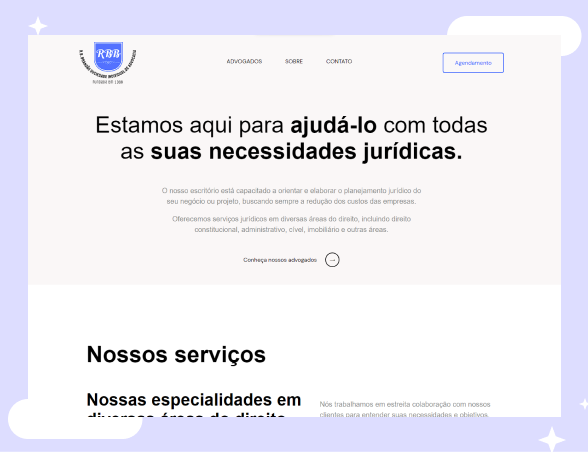 RBB
ADVOGADOS
SOBRE
CONTATO
Agendamento
Estamos aqui para ajudá-lo com todas
as suas necessidades jurídicas.
O nosso escritório está capacitado a orientar e elaborar o planejamento jurídico do
seu negócio ou projeto, buscando sempre a redução dos custos das empresas.
Oferecemos serviços jurídicos em diversas áreas do direito, incluindo direito
constitucional, administrativo, cível, imobiliário e outras áreas.
Conheça nossos advogados
Nossos serviços
Nossas especialidades em
diversas áreas do direito
Nós trabalhamos em estreita colaboração com nossos
clientes para entender suas necessidades e objetivos,